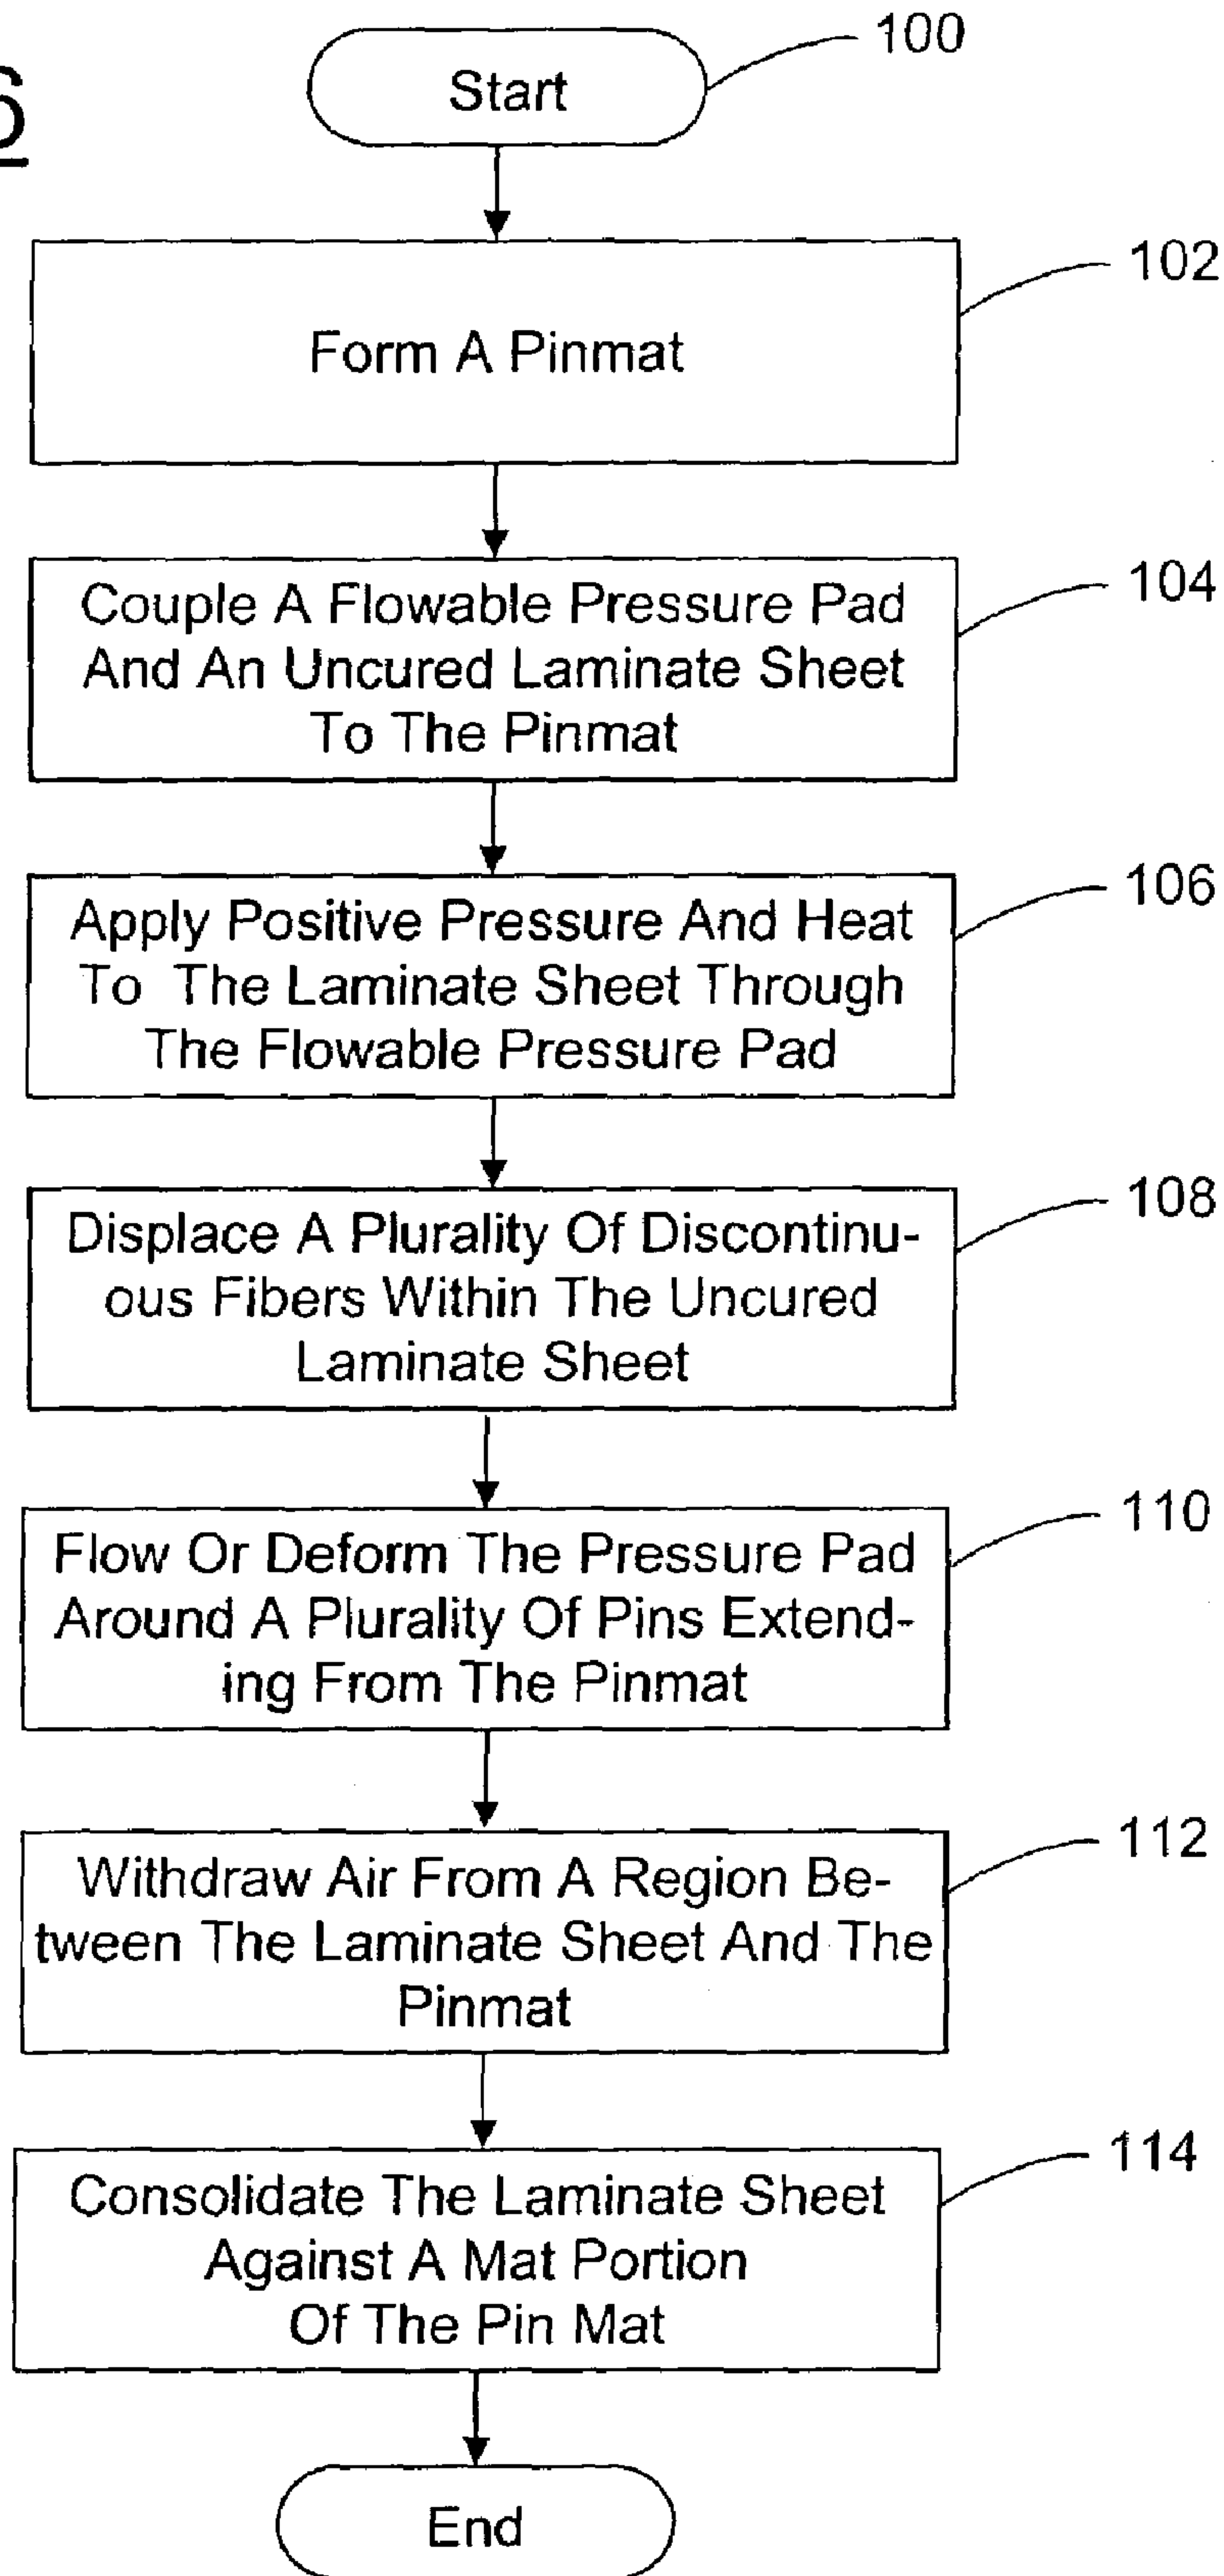 6
100
Start
102
Form A Pinmat
104
Couple A Flowable Pressure Pad
And An Uncured Laminate Sheet
To The Pinmat
106
Apply Positive Pressure And Heat
To The Laminate Sheet Through
The Flowable Pressure Pad
108
Displace A Plurality Of Discontinu-
ous Fibers Within The Uncured
Laminate Sheet
110
Flow Or Deform The Pressure Pad
Around A Plurality Of Pins Extend-
ing From The Pinmat
112
Withdraw Air From A Region Be-
tween The Laminate Sheet And The
Pinmat
114
Consolidate The Laminate Sheet
Against A Mat Portion
Of The Pin Mat
End